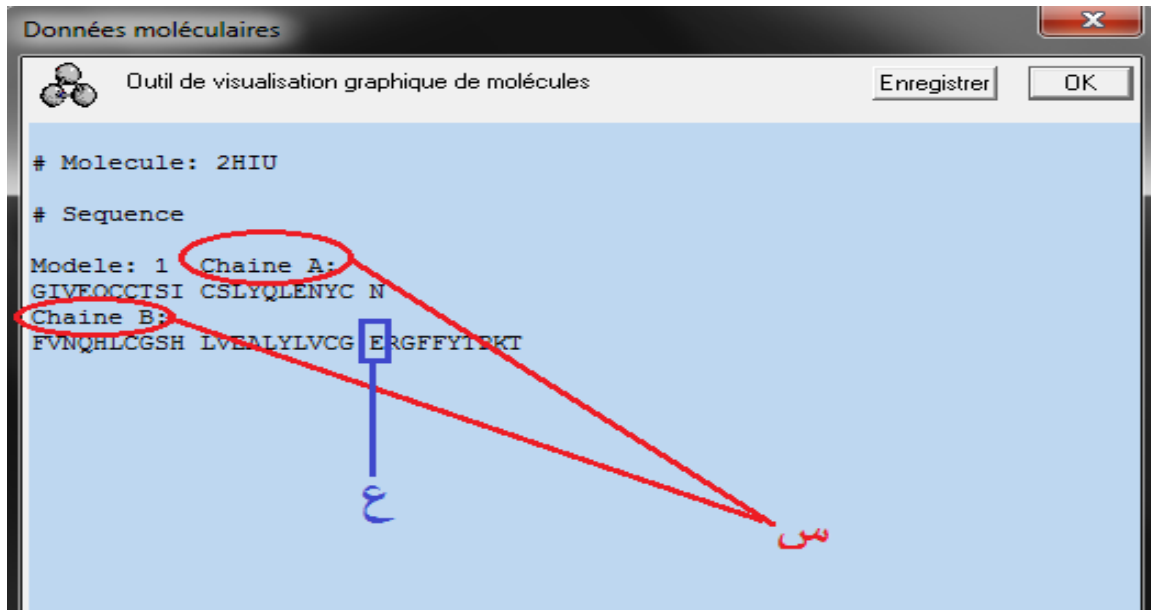 Données moléculaires
Outil de visualisation graphique de molécules
Enregistrer
OK
# Molecule: 2HIU
# Sequence
Modele: 1 Chaine A:
GIVEQCCTSI CSLYQLENYC N
Chaine B:
FVNQHLCGSH LVEALYLVCG ERGFFYTPKT
ع
س